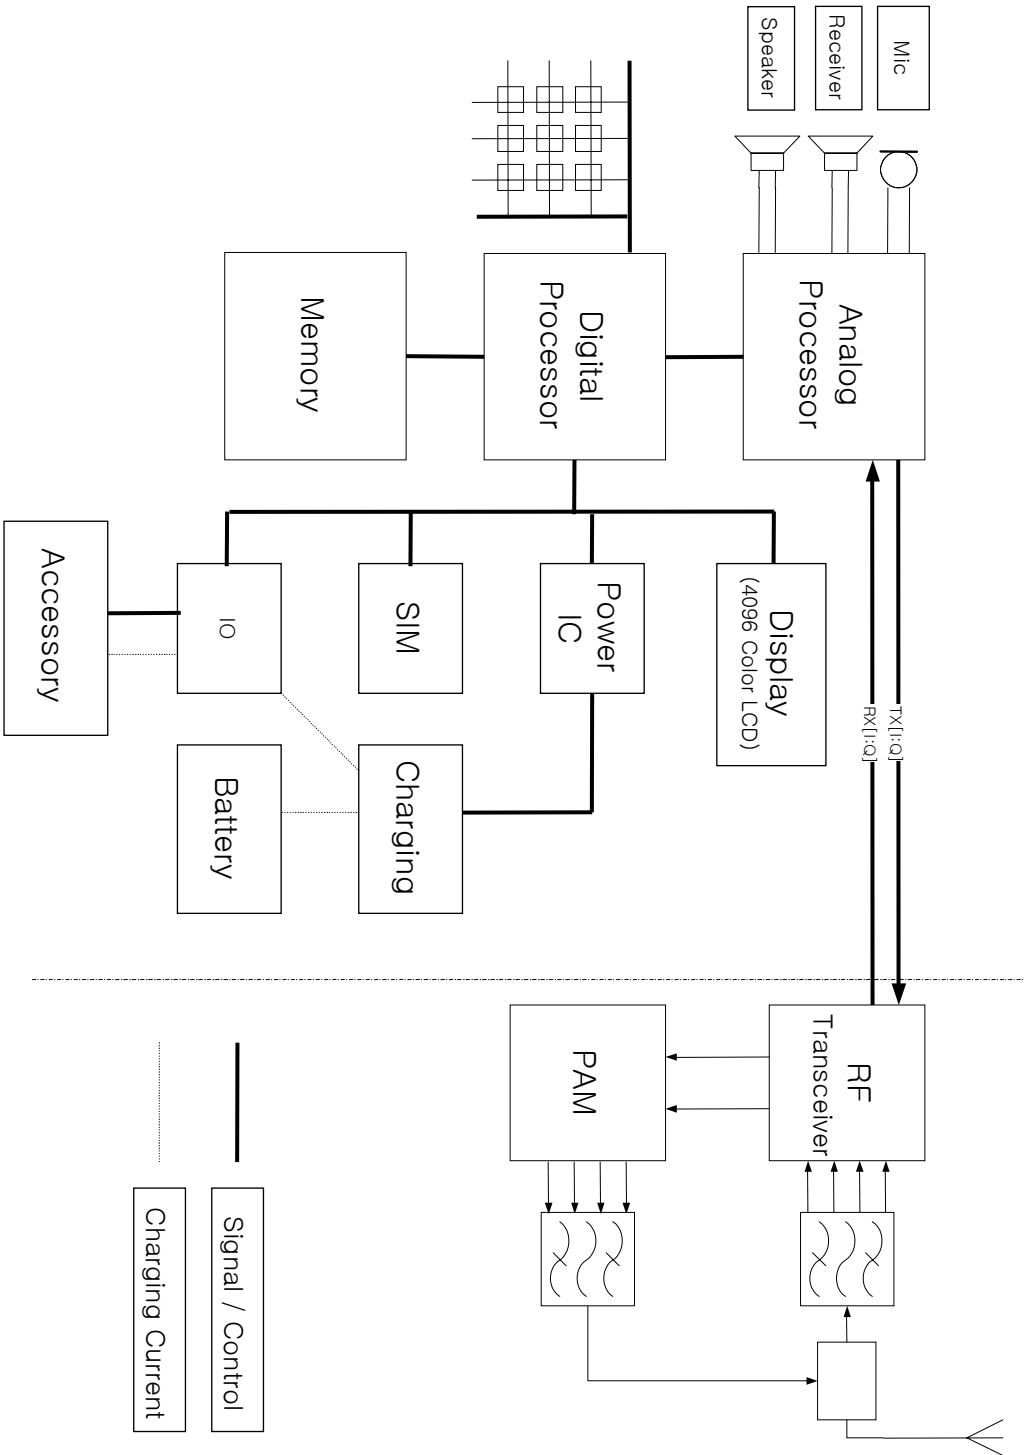 Mic
Receiver
Speaker
Analog
Processor
TX[I:Q]
RX[I:Q]
RF
Transceiver
Digital
Processor
Display
(4096 Color LCD)
Power
IC
PAM
Memory
SIM
Charging
IO
Battery
Accessory
Signal / Control
Charging Current